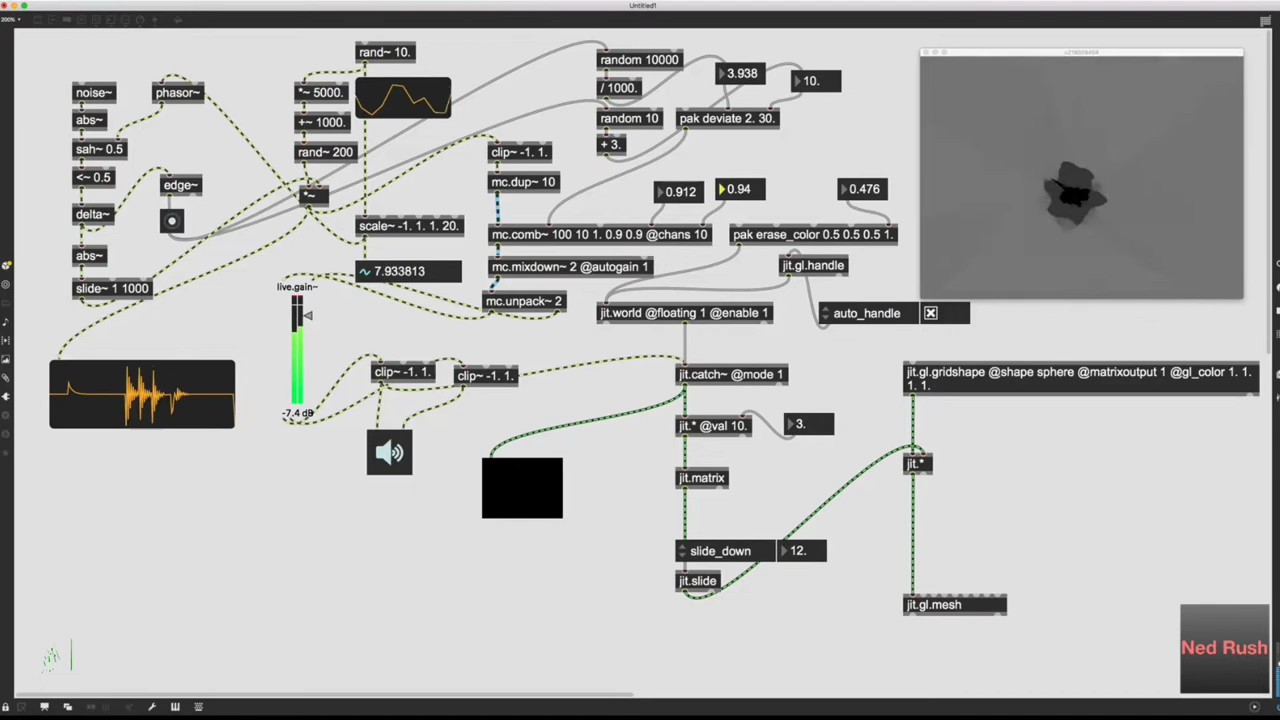 Untitled1
200%
rand~ 10.
noise~
phasor~
*~ 5000.
random 10000
3.938
10.
/ 1000.
abs~
+~ 1000.
random 10
pak deviate 2. 30.
sah~ 0.5
rand~ 200
clip~ -1. 1.
+ 3.
<~ 0.5
edge~
mc.dup~ 10
*~
0.912
0.94
0.476
delta~
scale~ -1. 1. 1. 20.
mc.comb~ 100 10 1. 0.9 0.9 @chans 10
pak erase_color 0.5 0.5 0.5 1.
abs~
7.933813
mc.mixdown~ 2 @autogain 1
jit.gl.handle
slide~ 1 1000
live.gain~
mc.unpack~ 2
jit.world @floating 1 @enable 1
auto_handle
clip~ -1. 1.
clip~ -1. 1.
jit.catch~ @mode 1
jit.gl.gridshape @shape sphere @matrixoutput 1 @gl_color 1. 1.
1. 1.
-7.4 dB
jit.* @val 10.
3.
jit.*
jit.matrix
slide_down
12.
jit.slide
jit.gl.mesh
Ned Rush